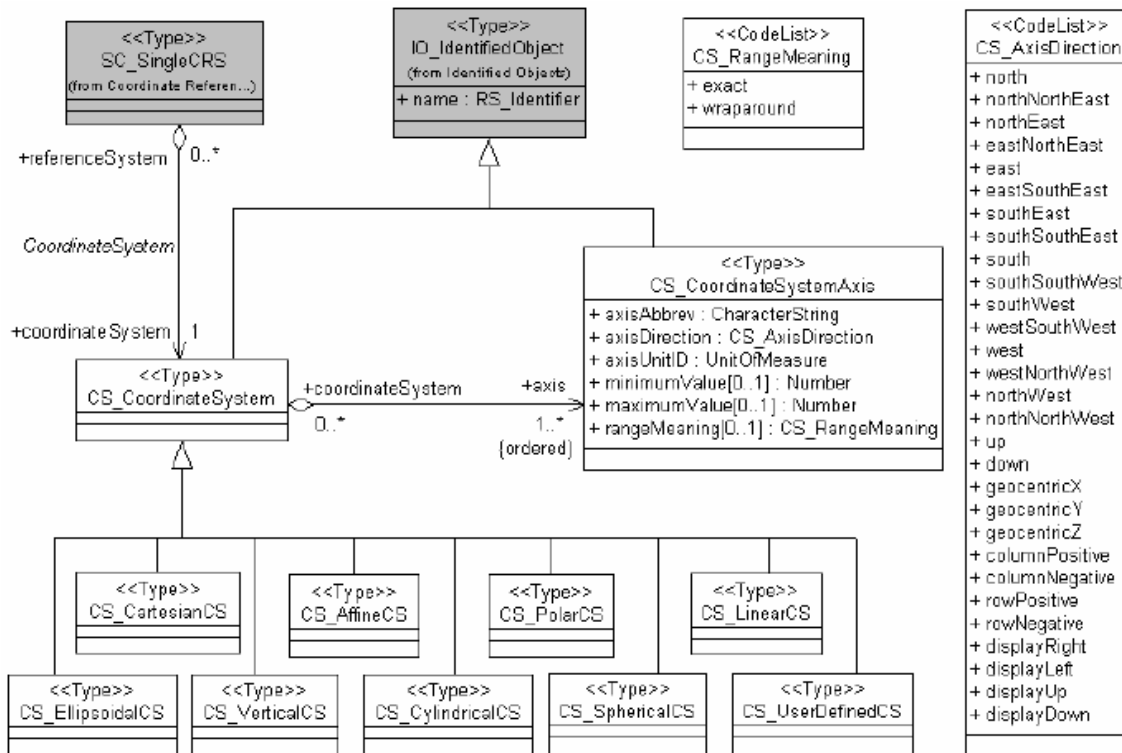 <<Type>>
SC_SingleCRS
(from Coordinate Referen...)
<<Type>>
IO_IdentifiedObject
(from Identified Objects)
+ name : RS_Identifier
<<CodeList>>
CS_RangeMeaning
+ exact
+ wraparound
<<CodeList>>
CS_AxisDirection
+ north
+ northNorthEast
+ northEast
+ eastNorthEast
+ east
+ eastSouthEast
+ southEast
+ southSouthEast
+ south
+ southSouthWest
+ southWest
+ westSouthWest
+ west
+ westNorthWest
+ northWest
+ northNorthWest
+ up
+ down
+ geocentricX
+ geocentricY
+ geocentricZ
+ columnPositive
+ columnNegative
+ rowPositive
+ rowNegative
+ displayRight
+ displayLeft
+ displayUp
+ displayDown
+referenceSystem
0..*
CoordinateSystem
+coordinateSystem
1
<<Type>>
CS_CoordinateSystem
+coordinateSystem
0..*
+axis
1..*
{ordered}
<<Type>>
CS_CoordinateSystemAxis
+ axisAbbrev : CharacterString
+ axisDirection : CS_AxisDirection
+ axisUnitID : UnitOfMeasure
+ minimumValue[0..1] : Number
+ maximumValue[0..1] : Number
+ rangeMeaning[0..1] : CS_RangeMeaning
<<Type>>
CS_CartesianCS
<<Type>>
CS_AffineCS
<<Type>>
CS_PolarCS
<<Type>>
CS_LinearCS
<<Type>>
CS_EllipsoidalCS
<<Type>>
CS_VerticalCS
<<Type>>
CS_CylindricalCS
<<Type>>
CS_SphericalCS
<<Type>>
CS_UserDefinedCS